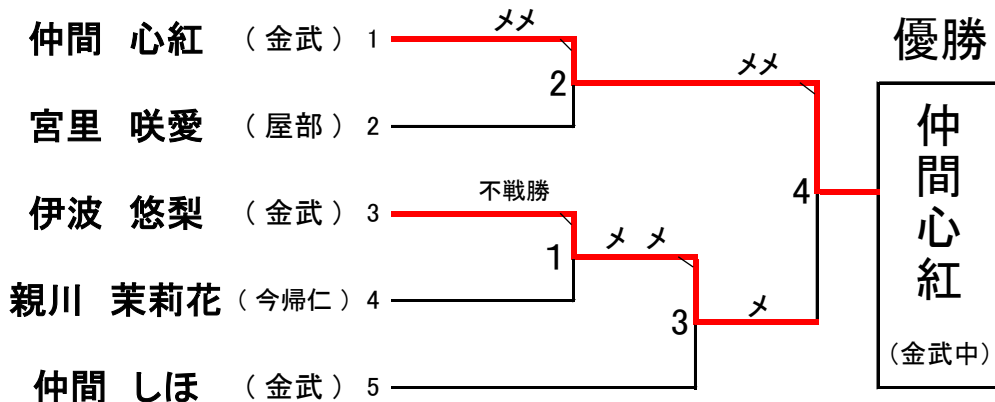 仲間 心紅 （金武） 1
メメ
宮里 咲愛 （屋部） 2
2
メメ
伊波 悠梨 （金武） 3
不戦勝
親川 茉莉花 （今帰仁） 4
1
メ メ
仲間 しほ （金武） 5
3
メ
4
優勝
仲間心紅
（金武中）